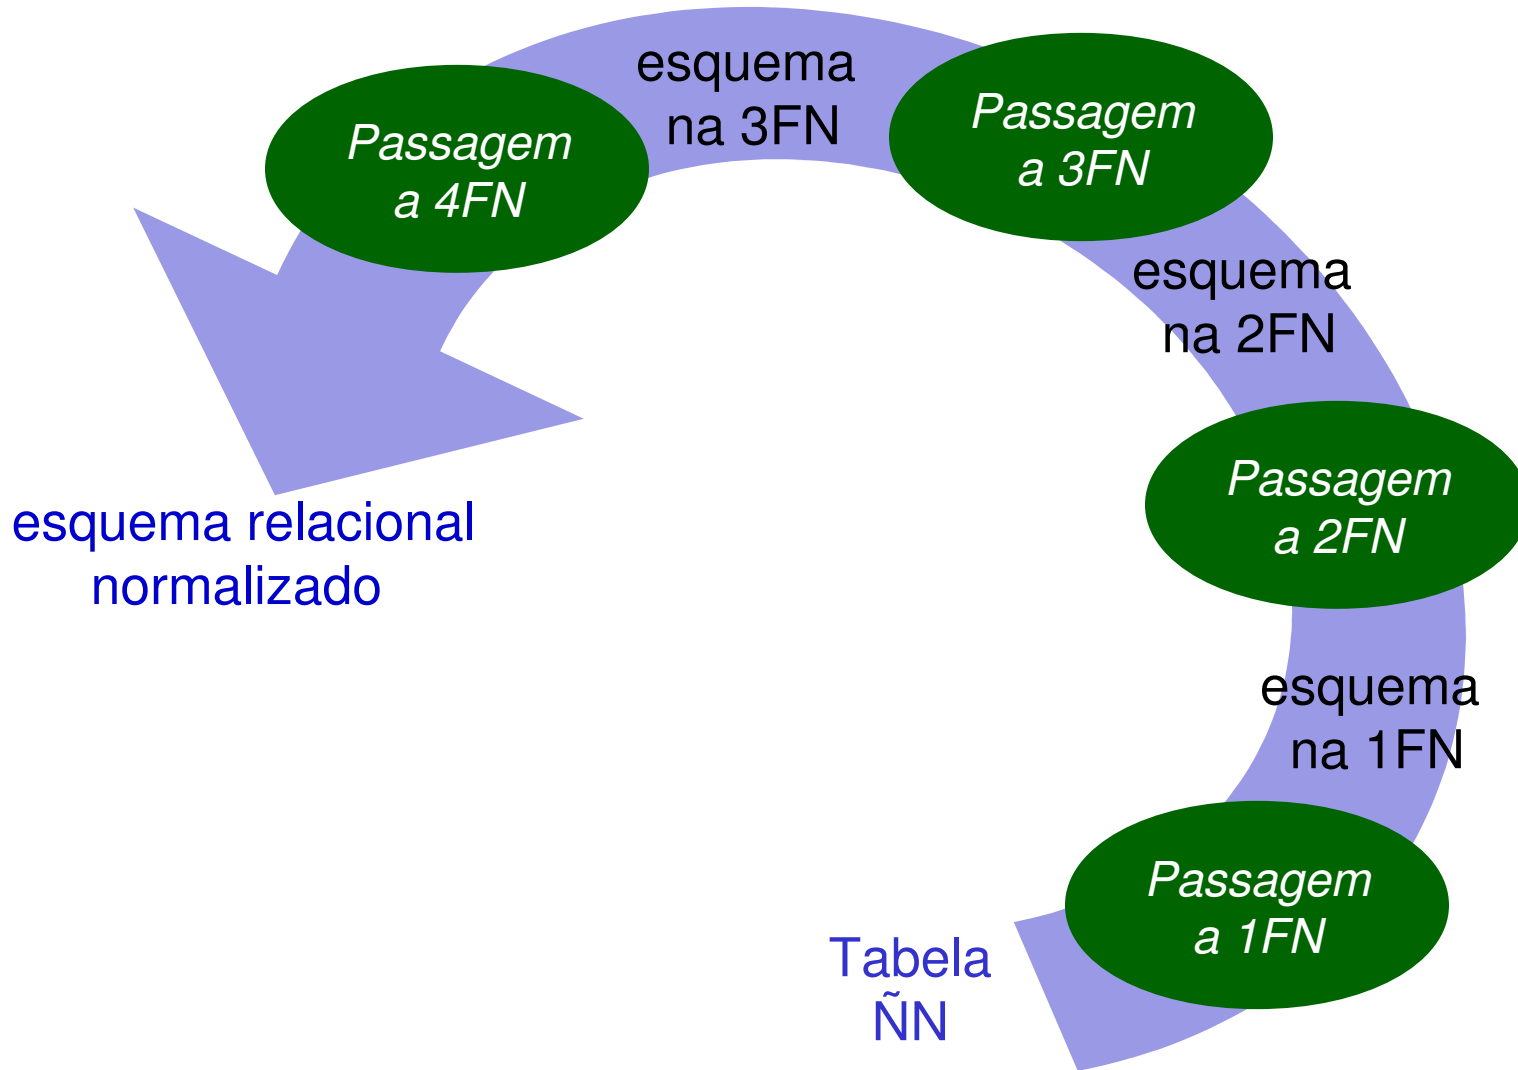 esquema
na 3FN
Passagem
a 3FN
Passagem
a 4FN
esquema
na 2FN
Passagem
a 2FN
esquema relacional
normalizado
esquema
na 1FN
Passagem
a 1FN
Tabela
ÑN